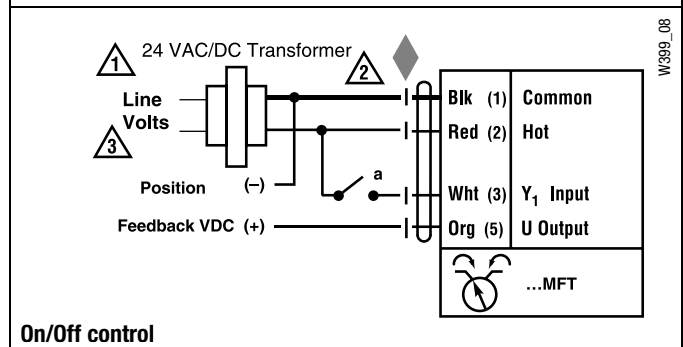 W399_08
1 24 VAC/DC Transformer 2
Line
Volts
3
Blk (1) Common
Red (2) Hot
a
Position (–)
Wht (3) Y₁ Input
Feedback VDC (+)
Org (5) U Output
...MFT
On/Off control